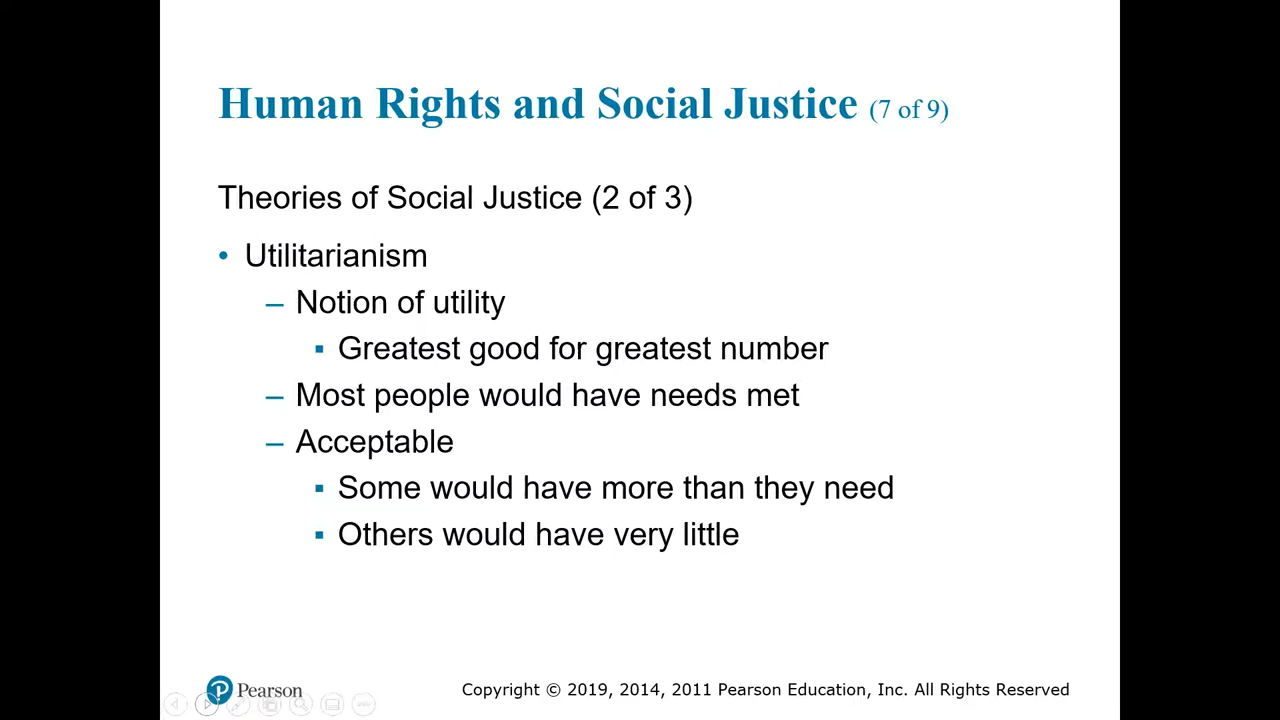 Human Rights and Social Justice (7 of 9)
Theories of Social Justice (2 of 3)
• Utilitarianism
– Notion of utility
▪ Greatest good for greatest number
– Most people would have needs met
– Acceptable
▪ Some would have more than they need
▪ Others would have very little
Pearson
Copyright © 2019, 2014, 2011 Pearson Education, Inc. All Rights Reserved